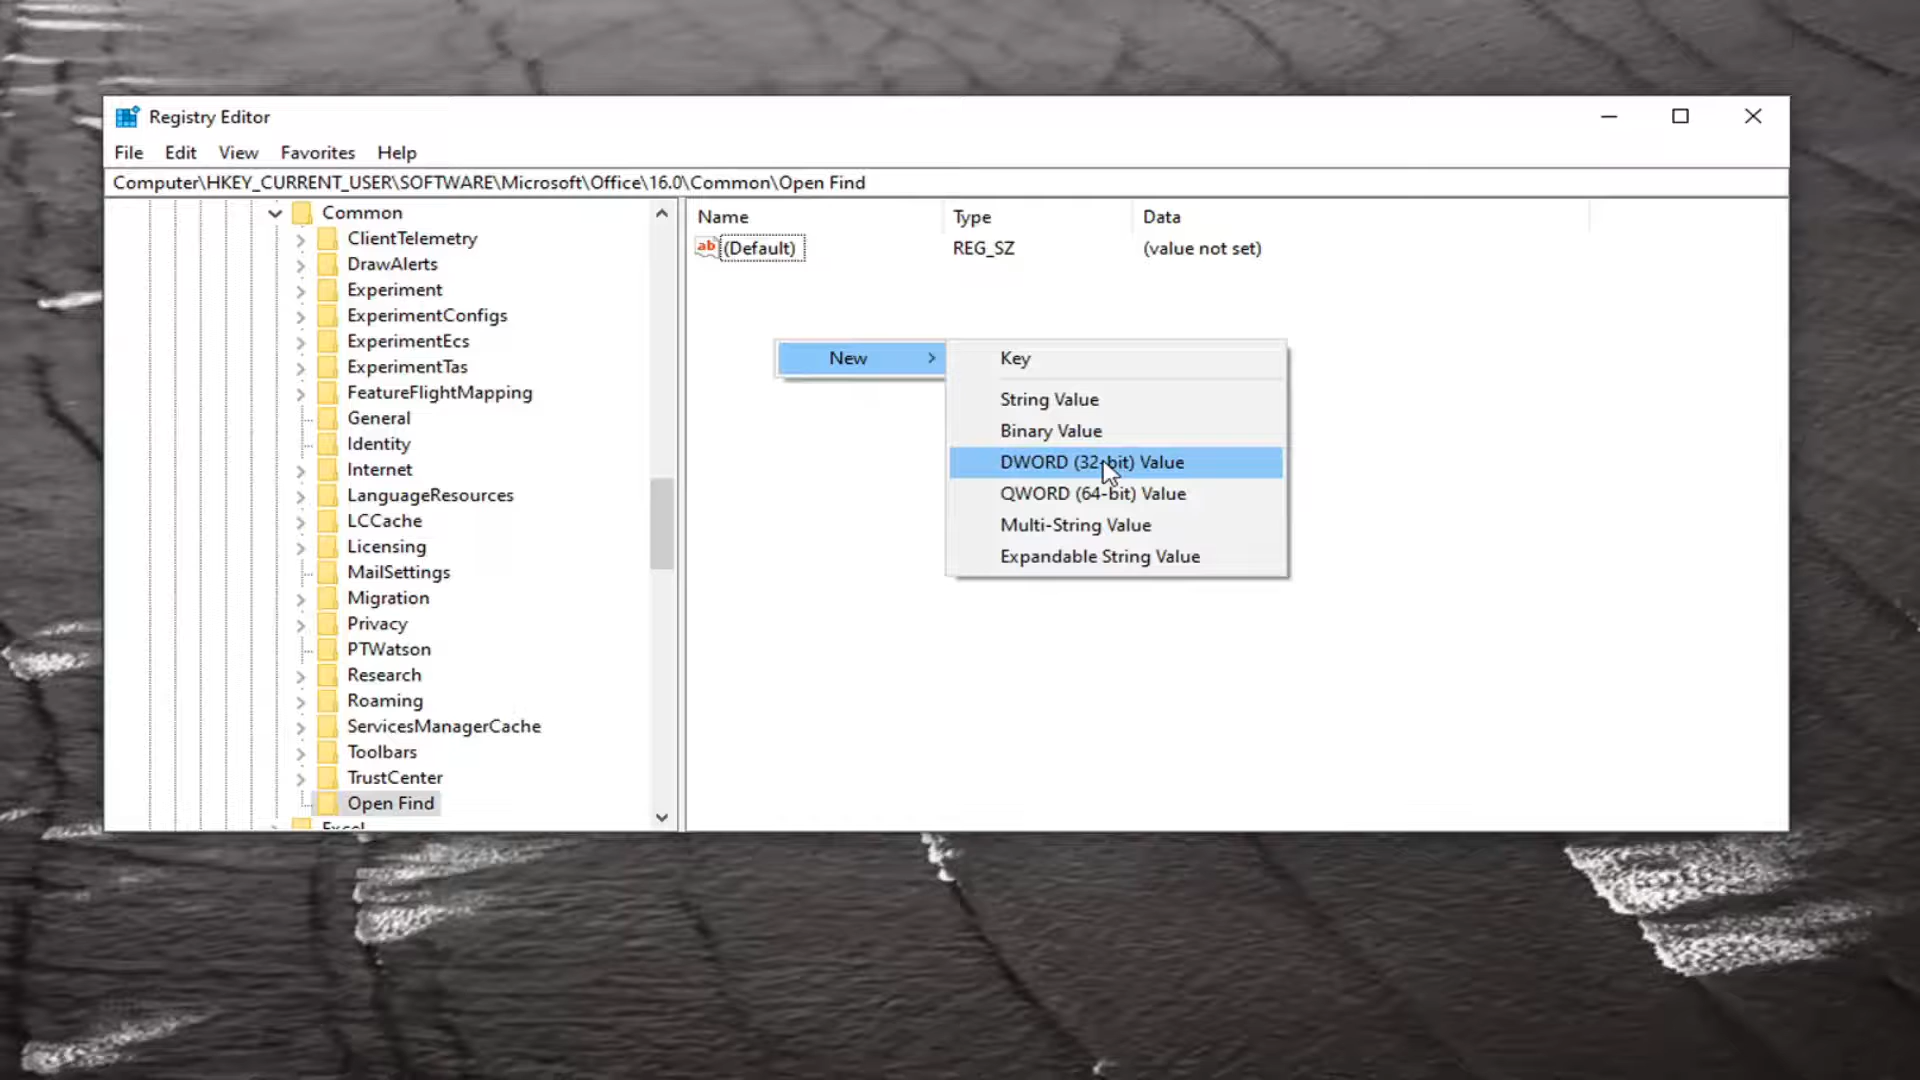 Registry Editor
File Edit View Favorites Help
Computer\HKEY_CURRENT_USER\SOFTWARE\Microsoft\Office\16.0\Common\Open Find
Common
ClientTelemetry
DrawAlerts
Experiment
ExperimentConfigs
ExperimentEcs
ExperimentTas
FeatureFlightMapping
General
Identity
Internet
LanguageResources
LCCache
Licensing
MailSettings
Migration
Privacy
PTWatson
Research
Roaming
ServicesManagerCache
Toolbars
TrustCenter
Open Find
Excel
Name Type Data
ab (Default) REG_SZ (value not set)
New
Key
String Value
Binary Value
DWORD (32-bit) Value
QWORD (64-bit) Value
Multi-String Value
Expandable String Value